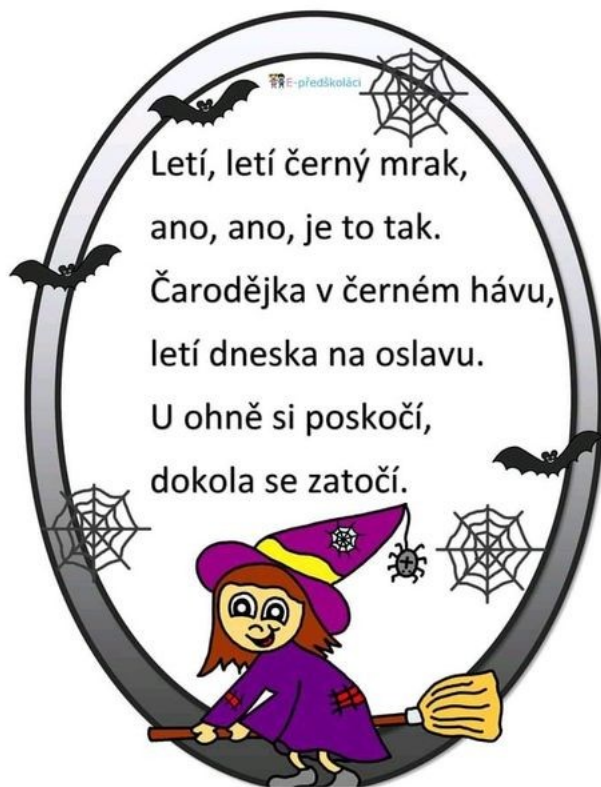 E-předškoláci
Letí, letí černý mrak,
ano, ano, je to tak.
Čarodějka v černém hávu,
letí dneska na oslavu.
U ohně si poskočí,
dokola se zatočí.